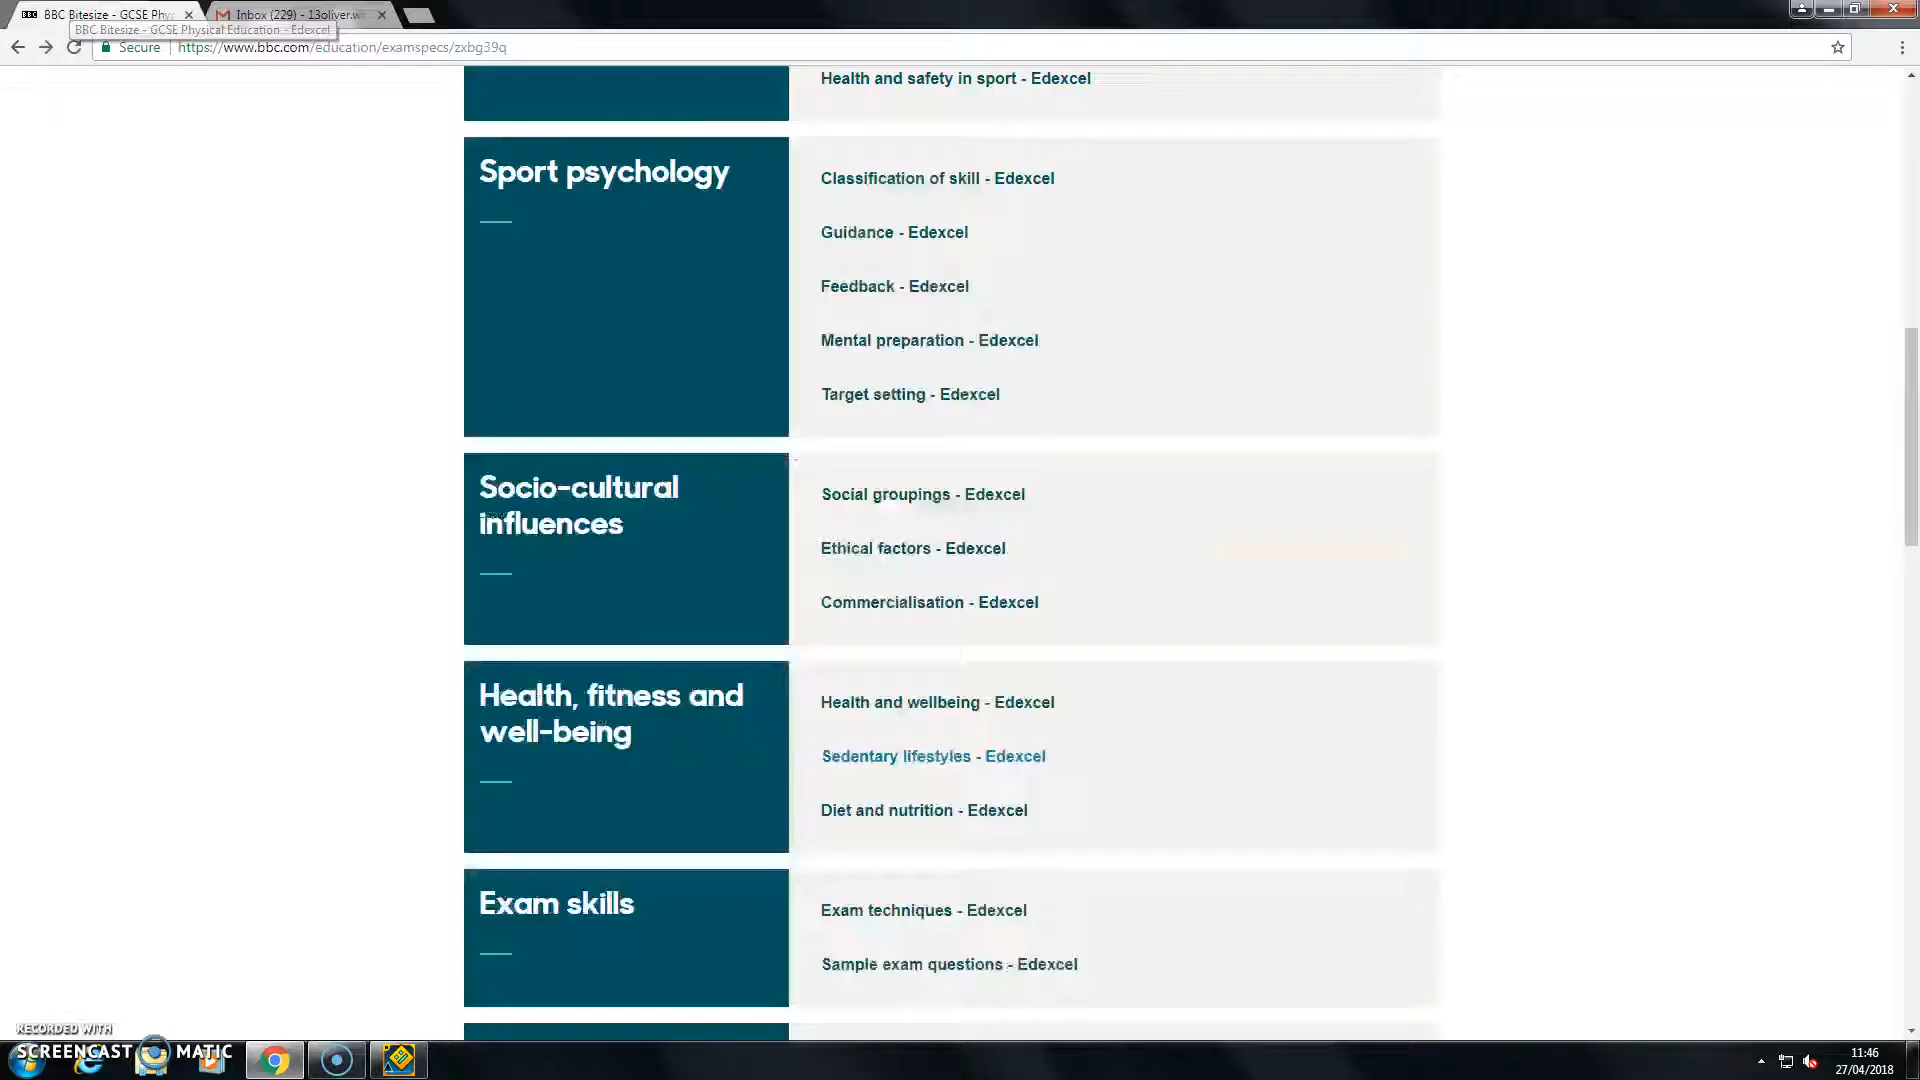 BBC Bitesize - GCSE Phy
Inbox (229) - 13oliver.w
BBC Bitesize - GCSE Physical Education - Edexcel
Secure
https://www.bbc.com/education/examspecs/zxbg39q
Health and safety in sport - Edexcel
Sport psychology
Classification of skill - Edexcel
Guidance - Edexcel
Feedback - Edexcel
Mental preparation - Edexcel
Target setting - Edexcel
Socio-cultural
influences
Social groupings - Edexcel
Ethical factors - Edexcel
Commercialisation - Edexcel
Health, fitness and
well-being
Health and wellbeing - Edexcel
Sedentary lifestyles - Edexcel
Diet and nutrition - Edexcel
Exam skills
Exam techniques - Edexcel
Sample exam questions - Edexcel
RECORDED WITH
SCREENCAST MATIC
11:46
27/04/2018